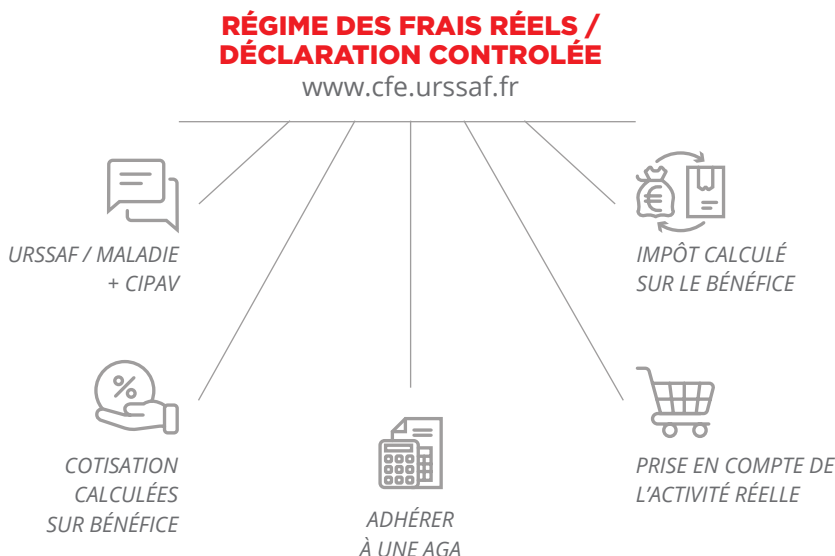 RÉGIME DES FRAIS RÉELS /
DÉCLARATION CONTROLÉE
www.cfe.urssaf.fr
URSSAF / MALADIE
+ CIPAV
IMPÔT CALCULÉ
SUR LE BÉNÉFICE
%
€
COTISATION
CALCULÉES
SUR BÉNÉFICE
ADHÉRER
À UNE AGA
PRISE EN COMPTE DE
L'ACTIVITÉ RÉELLE